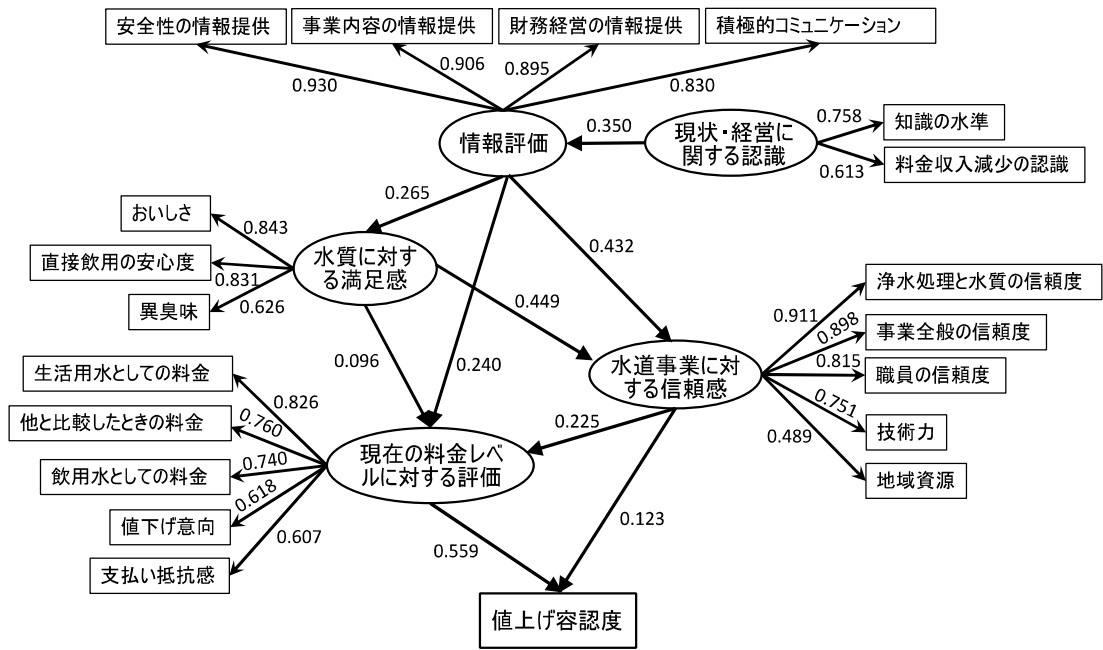 安全性の情報提供
事業内容の情報提供
財務経営の情報提供
積極的コミュニケーション
0.930
0.906
0.895
0.830
情報評価
0.350
現状・経営に
関する認識
0.758
知識の水準
0.613
料金収入減少の認識
0.265
おいしさ
0.843
直接飲用の安心度
0.831
異臭味
0.626
水質に対す
る満足感
0.432
0.449
0.096
0.240
水道事業に対
する信頼感
0.911
浄水処理と水質の信頼度
0.898
事業全般の信頼度
0.815
職員の信頼度
0.751
技術力
0.489
地域資源
生活用水としての料金
0.826
他と比較したときの料金
0.760
飲用水としての料金
0.740
値下げ意向
0.618
支払い抵抗感
0.607
0.225
現在の料金レベ
ルに対する評価
0.123
0.559
値上げ容認度